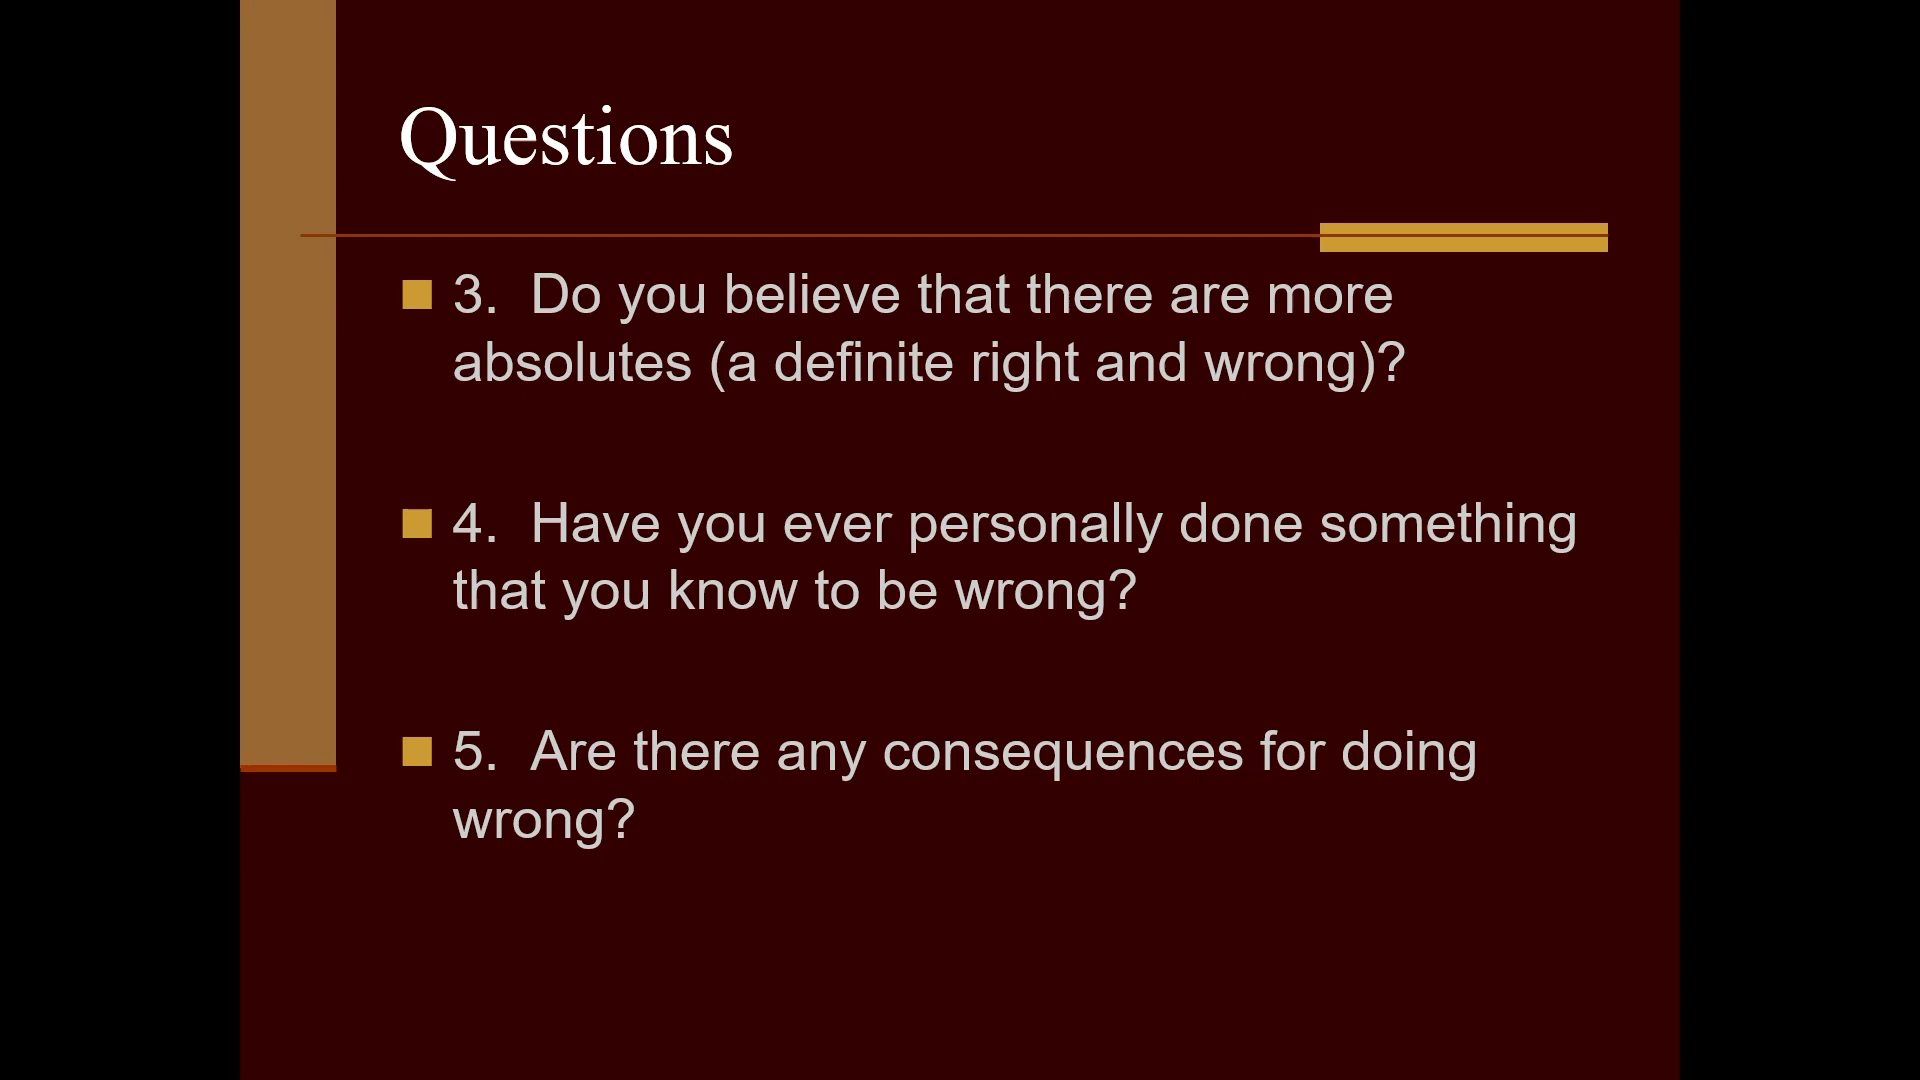 Questions
3. Do you believe that there are more
absolutes (a definite right and wrong)?
4. Have you ever personally done something
that you know to be wrong?
5. Are there any consequences for doing
wrong?